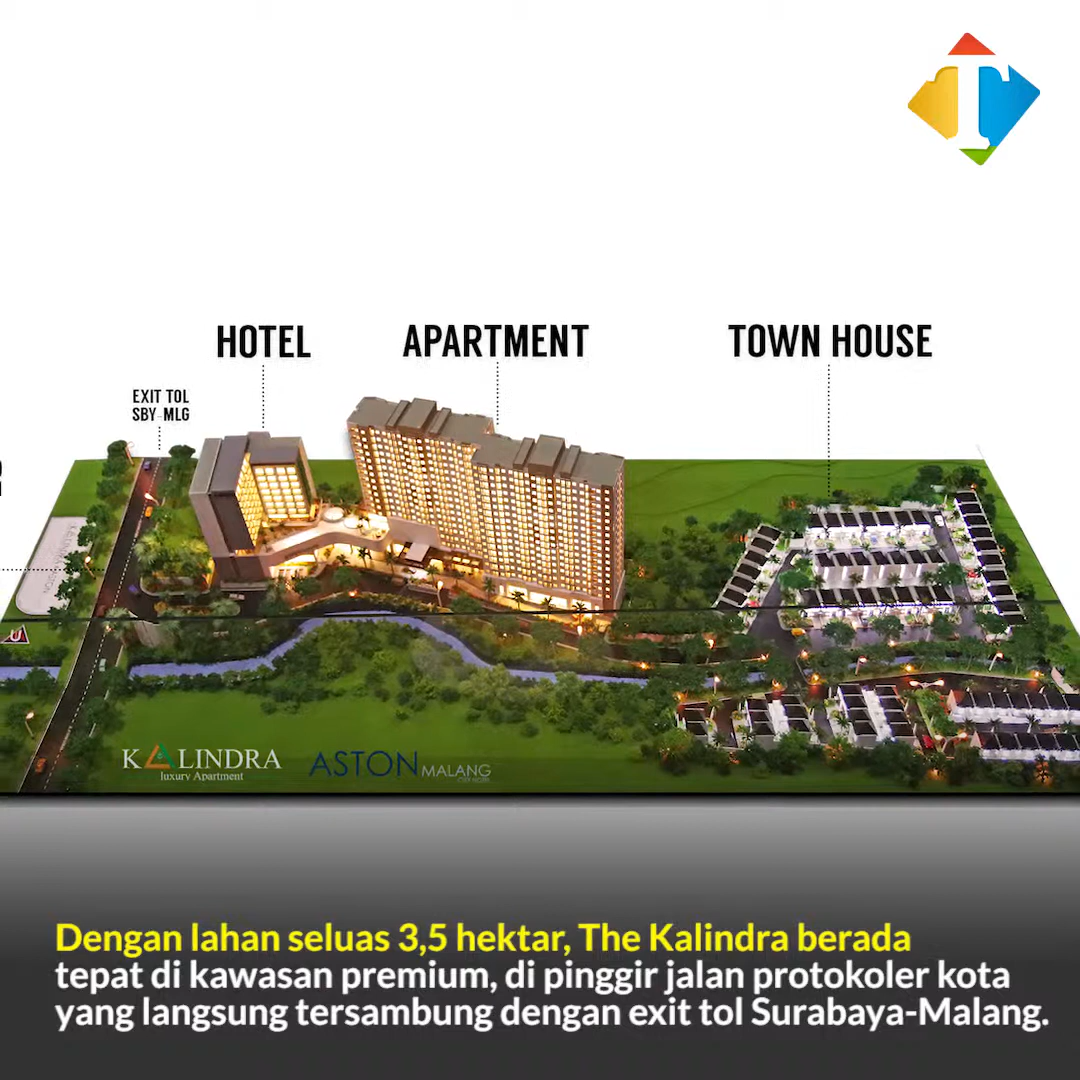 T
HOTEL
APARTMENT
TOWN HOUSE
EXIT TOL
SBY-MLG
U
KALINDRA
luxury Apartment
ASTON MALANG
Dengan lahan seluas 3,5 hektar, The Kalindra berada
tepat di kawasan premium, di pinggir jalan protokoler kota
yang langsung tersambung dengan exit tol Surabaya-Malang.